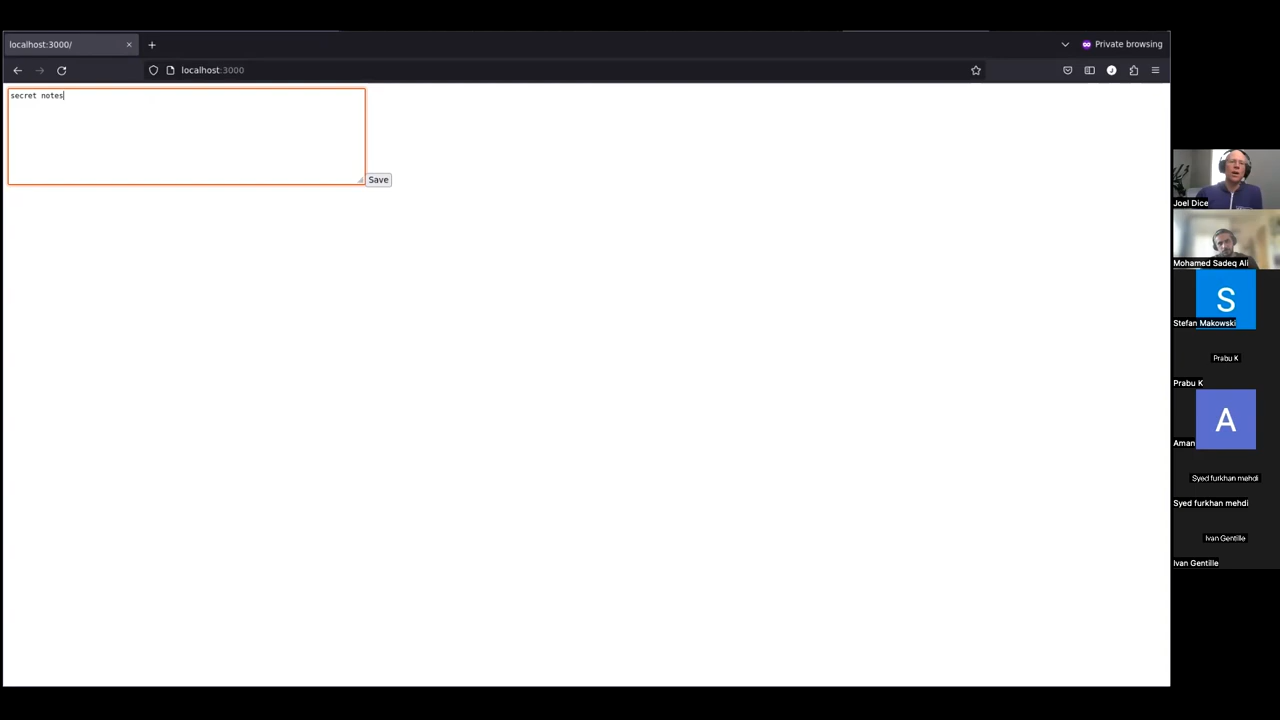 localhost:3000/
Private browsing
localhost:3000
secret notes
Save
Joel Dice
Mohamed Sadeq Ali
S
Stefan Makowski
Prabu K
Prabu K
A
Aman
Syed furkhan mehdi
Syed furkhan mehdi
Ivan Gentille
Ivan Gentille